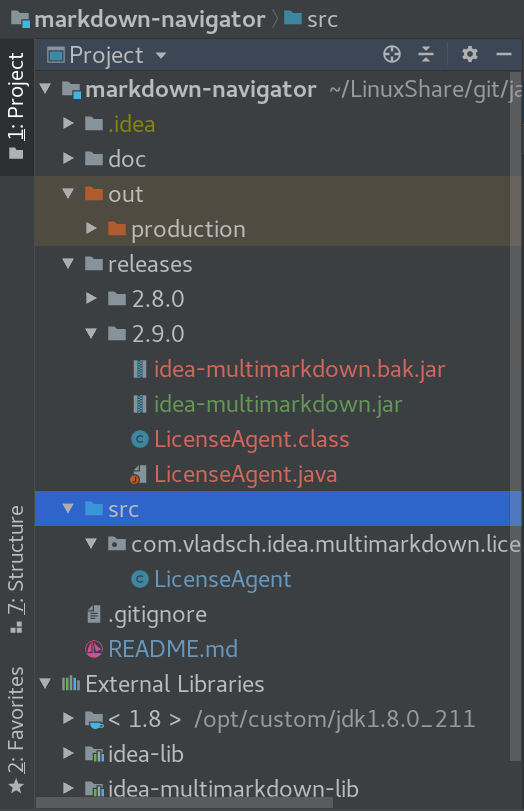 markdown-navigator src
Project
markdown-navigator ~/LinuxShare/git/ja
.idea
doc
out
production
releases
2.8.0
2.9.0
idea-multimarkdown.bak.jar
idea-multimarkdown.jar
LicenseAgent.class
LicenseAgent.java
src
com.vladsch.idea.multimarkdown.lice
LicenseAgent
.gitignore
README.md
External Libraries
< 1.8 > /opt/custom/jdk1.8.0_211
idea-lib
idea-multimarkdown-lib
1: Project
7: Structure
2: Favorites